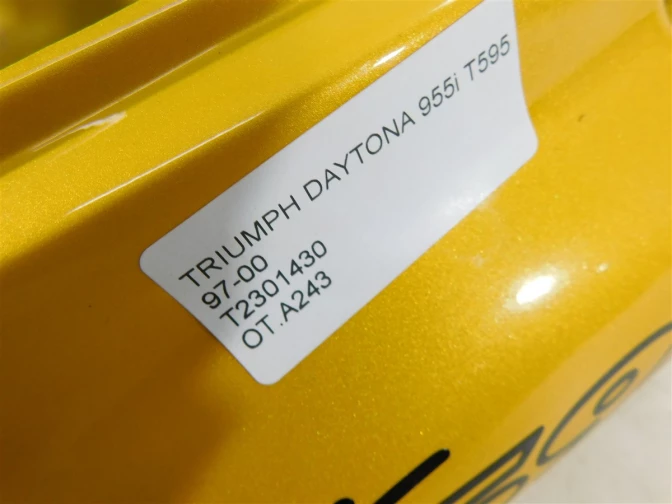 TRIUMPH DAYTONA 955i T595
97-00
T2301430
OT.A243